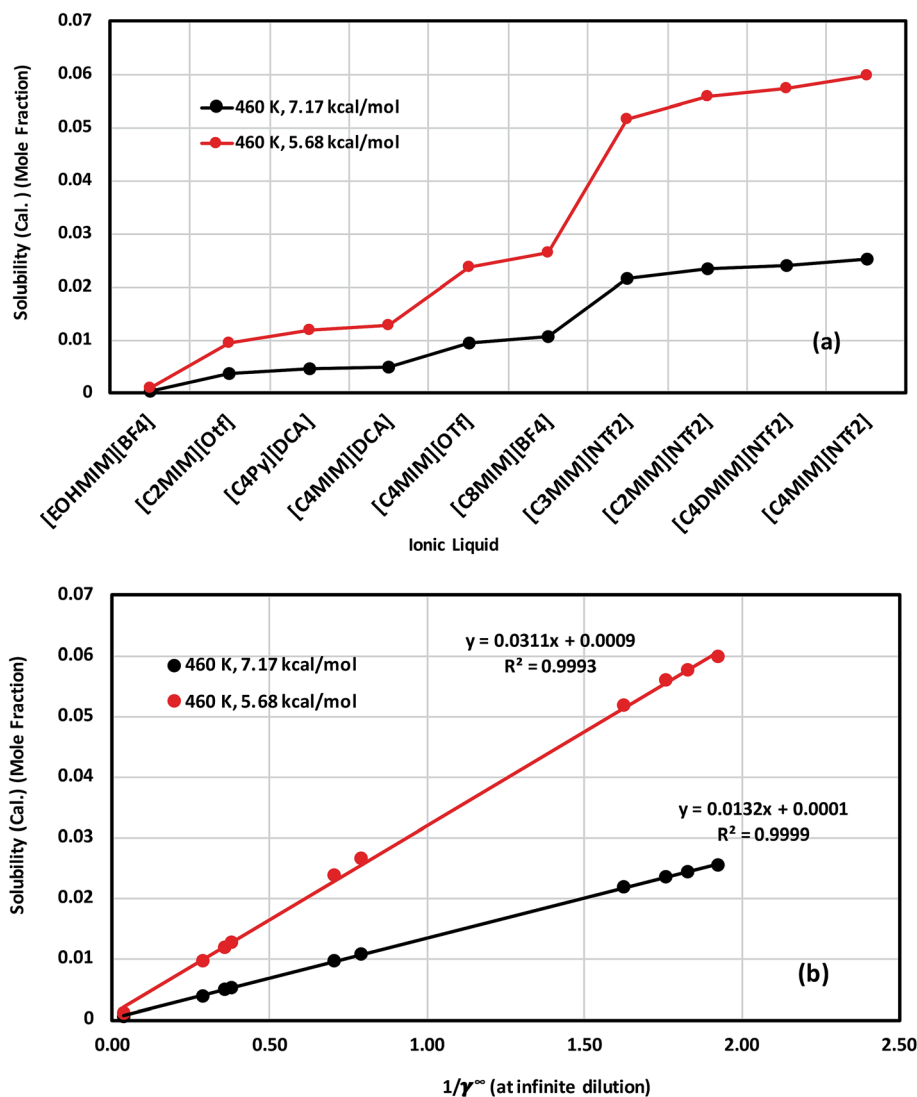 0.07
0.06
0.05
0.04
0.03
0.02
0.01
0
Solubility (Cal. ) (Mole Fraction)
460 K, 7.17 kcal/mol
460 K, 5.68 kcal/mol
(a)
[EOHMIM][BF4]
[C2MIM][Otf]
[C4Py][DCA]
[C4MIM][DCA]
[C4MIM][OTf]
[C8MIM][BF4]
[C3MIM][NTf2]
[C2MIM][NTf2]
[C4DMIM][NTf2]
[C4MIM][NTf2]
Ionic Liquid
0.07
0.06
0.05
0.04
0.03
0.02
0.01
0
Solubility (Cal.) (Mole Fraction)
460 K, 7.17 kcal/mol
460 K, 5.68 kcal/mol
y = 0.0311x + 0.0009
R² = 0.9993
y = 0.0132x + 0.0001
R² = 0.9999
(b)
0.00
0.50
1.00
1.50
2.00
2.50
1/γ∞ (at infinite dilution)